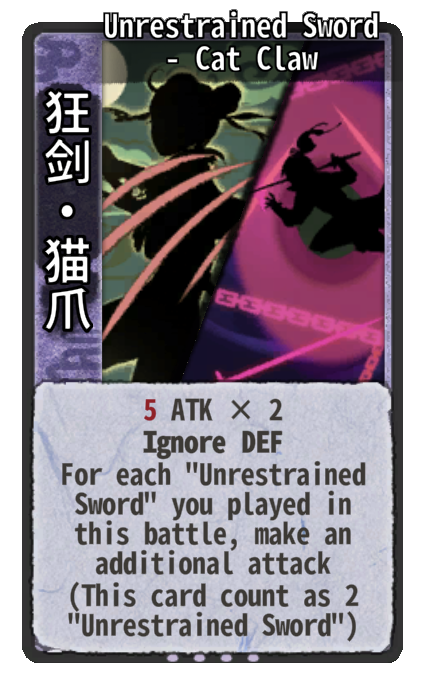 Unrestrained Sword
- Cat Claw
狂剑·猫爪
5 ATK × 2
Ignore DEF
For each "Unrestrained
Sword" you played in
this battle, make an
additional attack
(This card count as 2
"Unrestrained Sword")